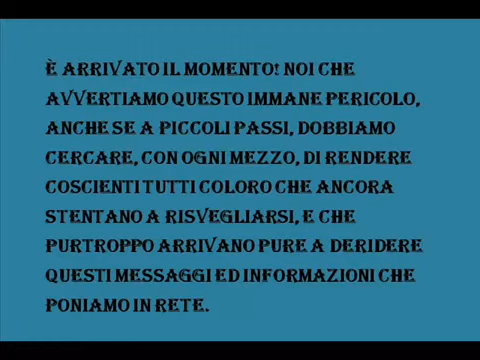 È ARRIVATO IL MOMENTO! NOI CHE
AVVERTIAMO QUESTO IMMANE PERICOLO,
ANCHE SE A PICCOLI PASSI, DOBBIAMO
CERCARE, CON OGNI MEZZO, DI RENDERE
COSCIENTI TUTTI COLORO CHE ANCORA
STENTANO A RISVEGLIARSI, E CHE
PURTROPPO ARRIVANO PURE A DERIDERE
QUESTI MESSAGGI ED INFORMAZIONI CHE
PONIAMO IN RETE.